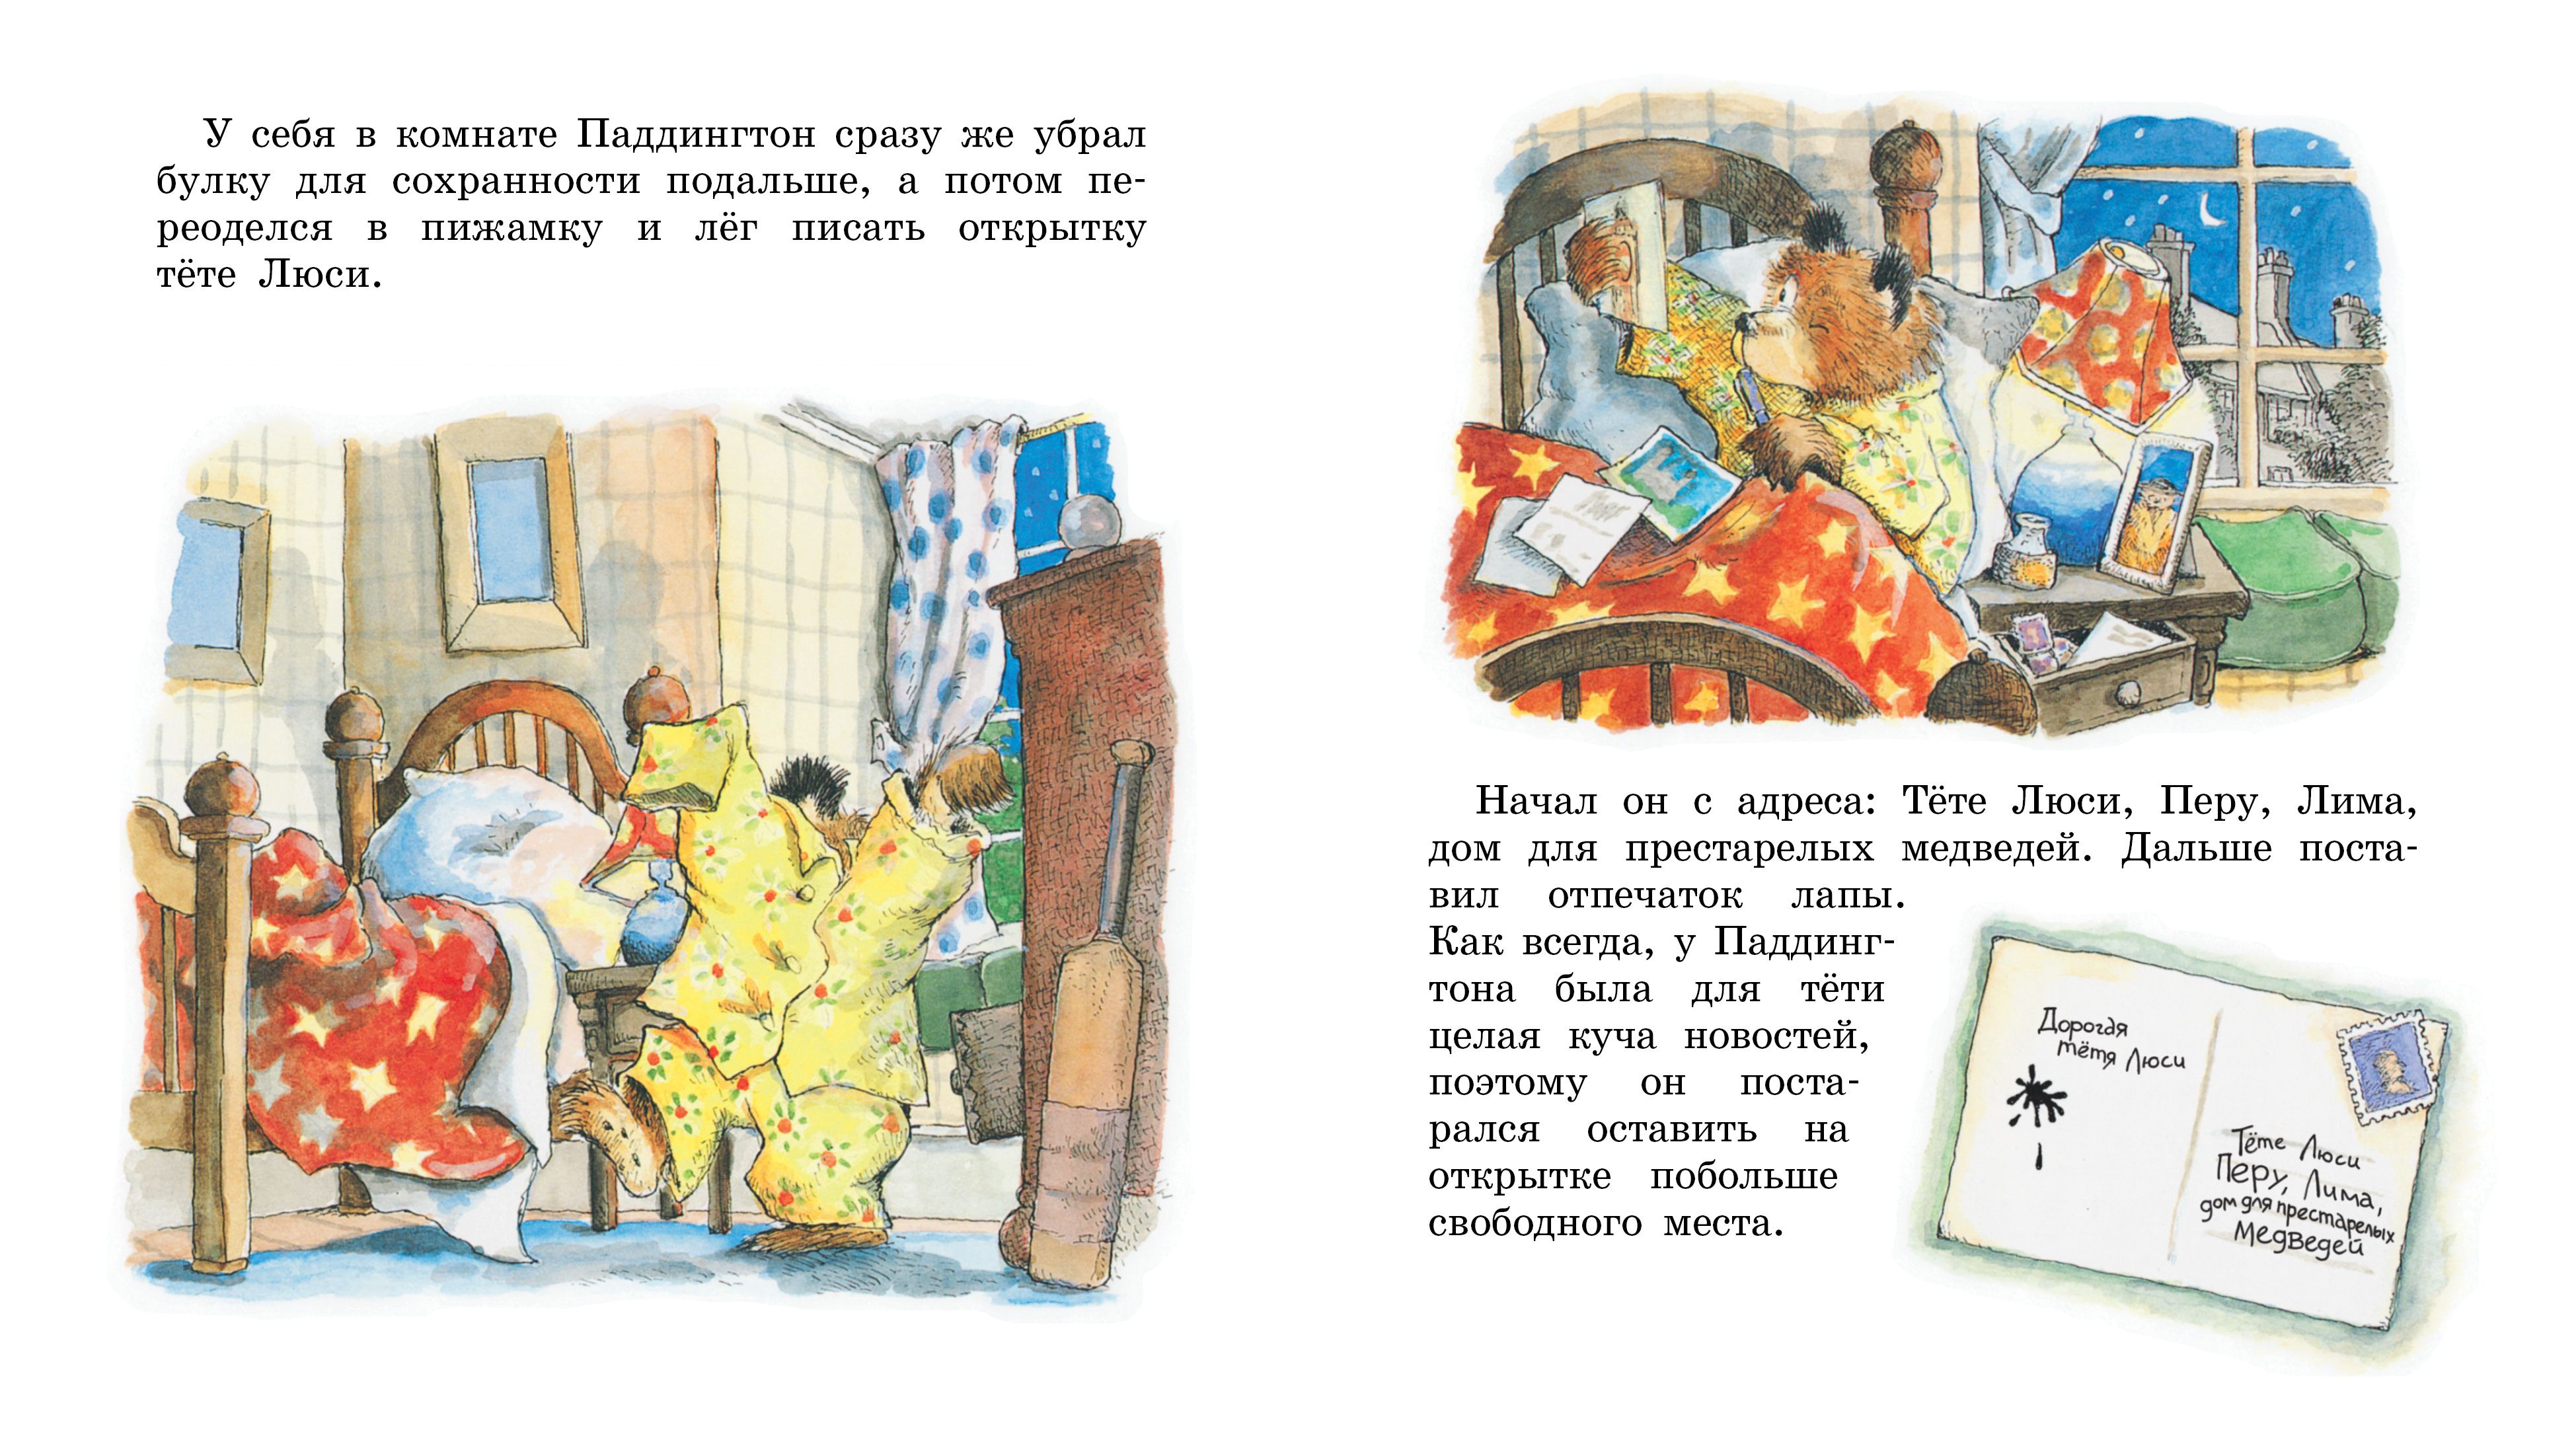 У себя в комнате Паддингтон сразу же убрал
булку для сохранности подальше, а потом пе-
реоделся в пижамку и лёг писать открытку
тёте Люси.
Начал он с адреса: Тёте Люси, Перу, Лима,
дом для престарелых медведей. Дальше поста-
вил отпечаток лапы.
Как всегда, у Паддинг-
тона была для тёти
целая куча новостей,
поэтому он поста-
рался оставить на
открытке побольше
свободного места.
Дорогая
тётя Люси
Тёте Люси
Перу, Лима,
дом для престарелых
медведей